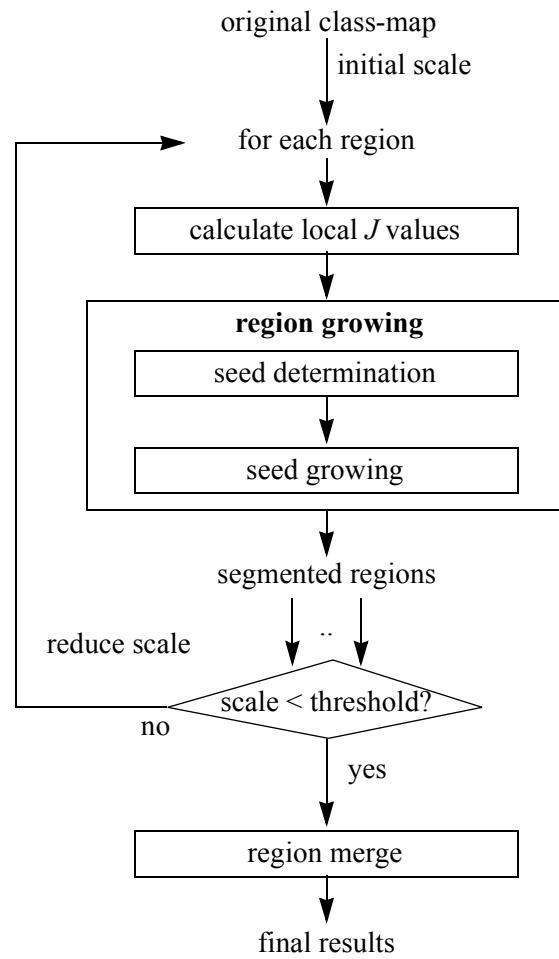 original class-map
initial scale
for each region
calculate local J values
region growing
seed determination
seed growing
segmented regions
..
reduce scale
scale < threshold?
no
yes
region merge
final results